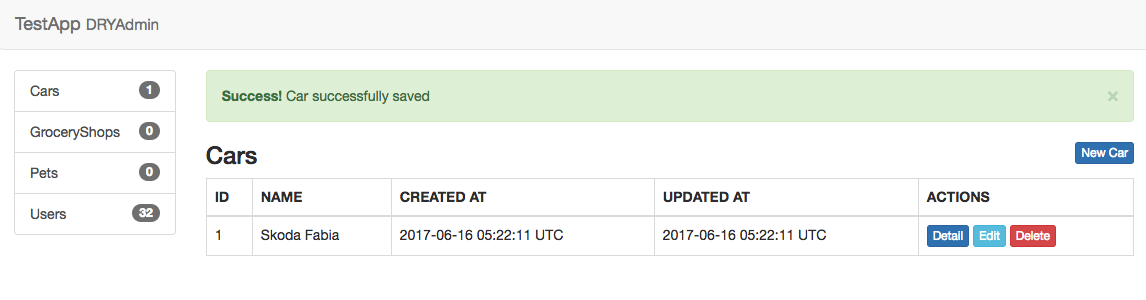 TestApp DRYAdmin
Cars 1
GroceryShops 0
Pets 0
Users 32
Success! Car successfully saved ×
Cars New Car
ID NAME CREATED AT UPDATED AT ACTIONS
1 Skoda Fabia 2017-06-16 05:22:11 UTC 2017-06-16 05:22:11 UTC Detail Edit Delete